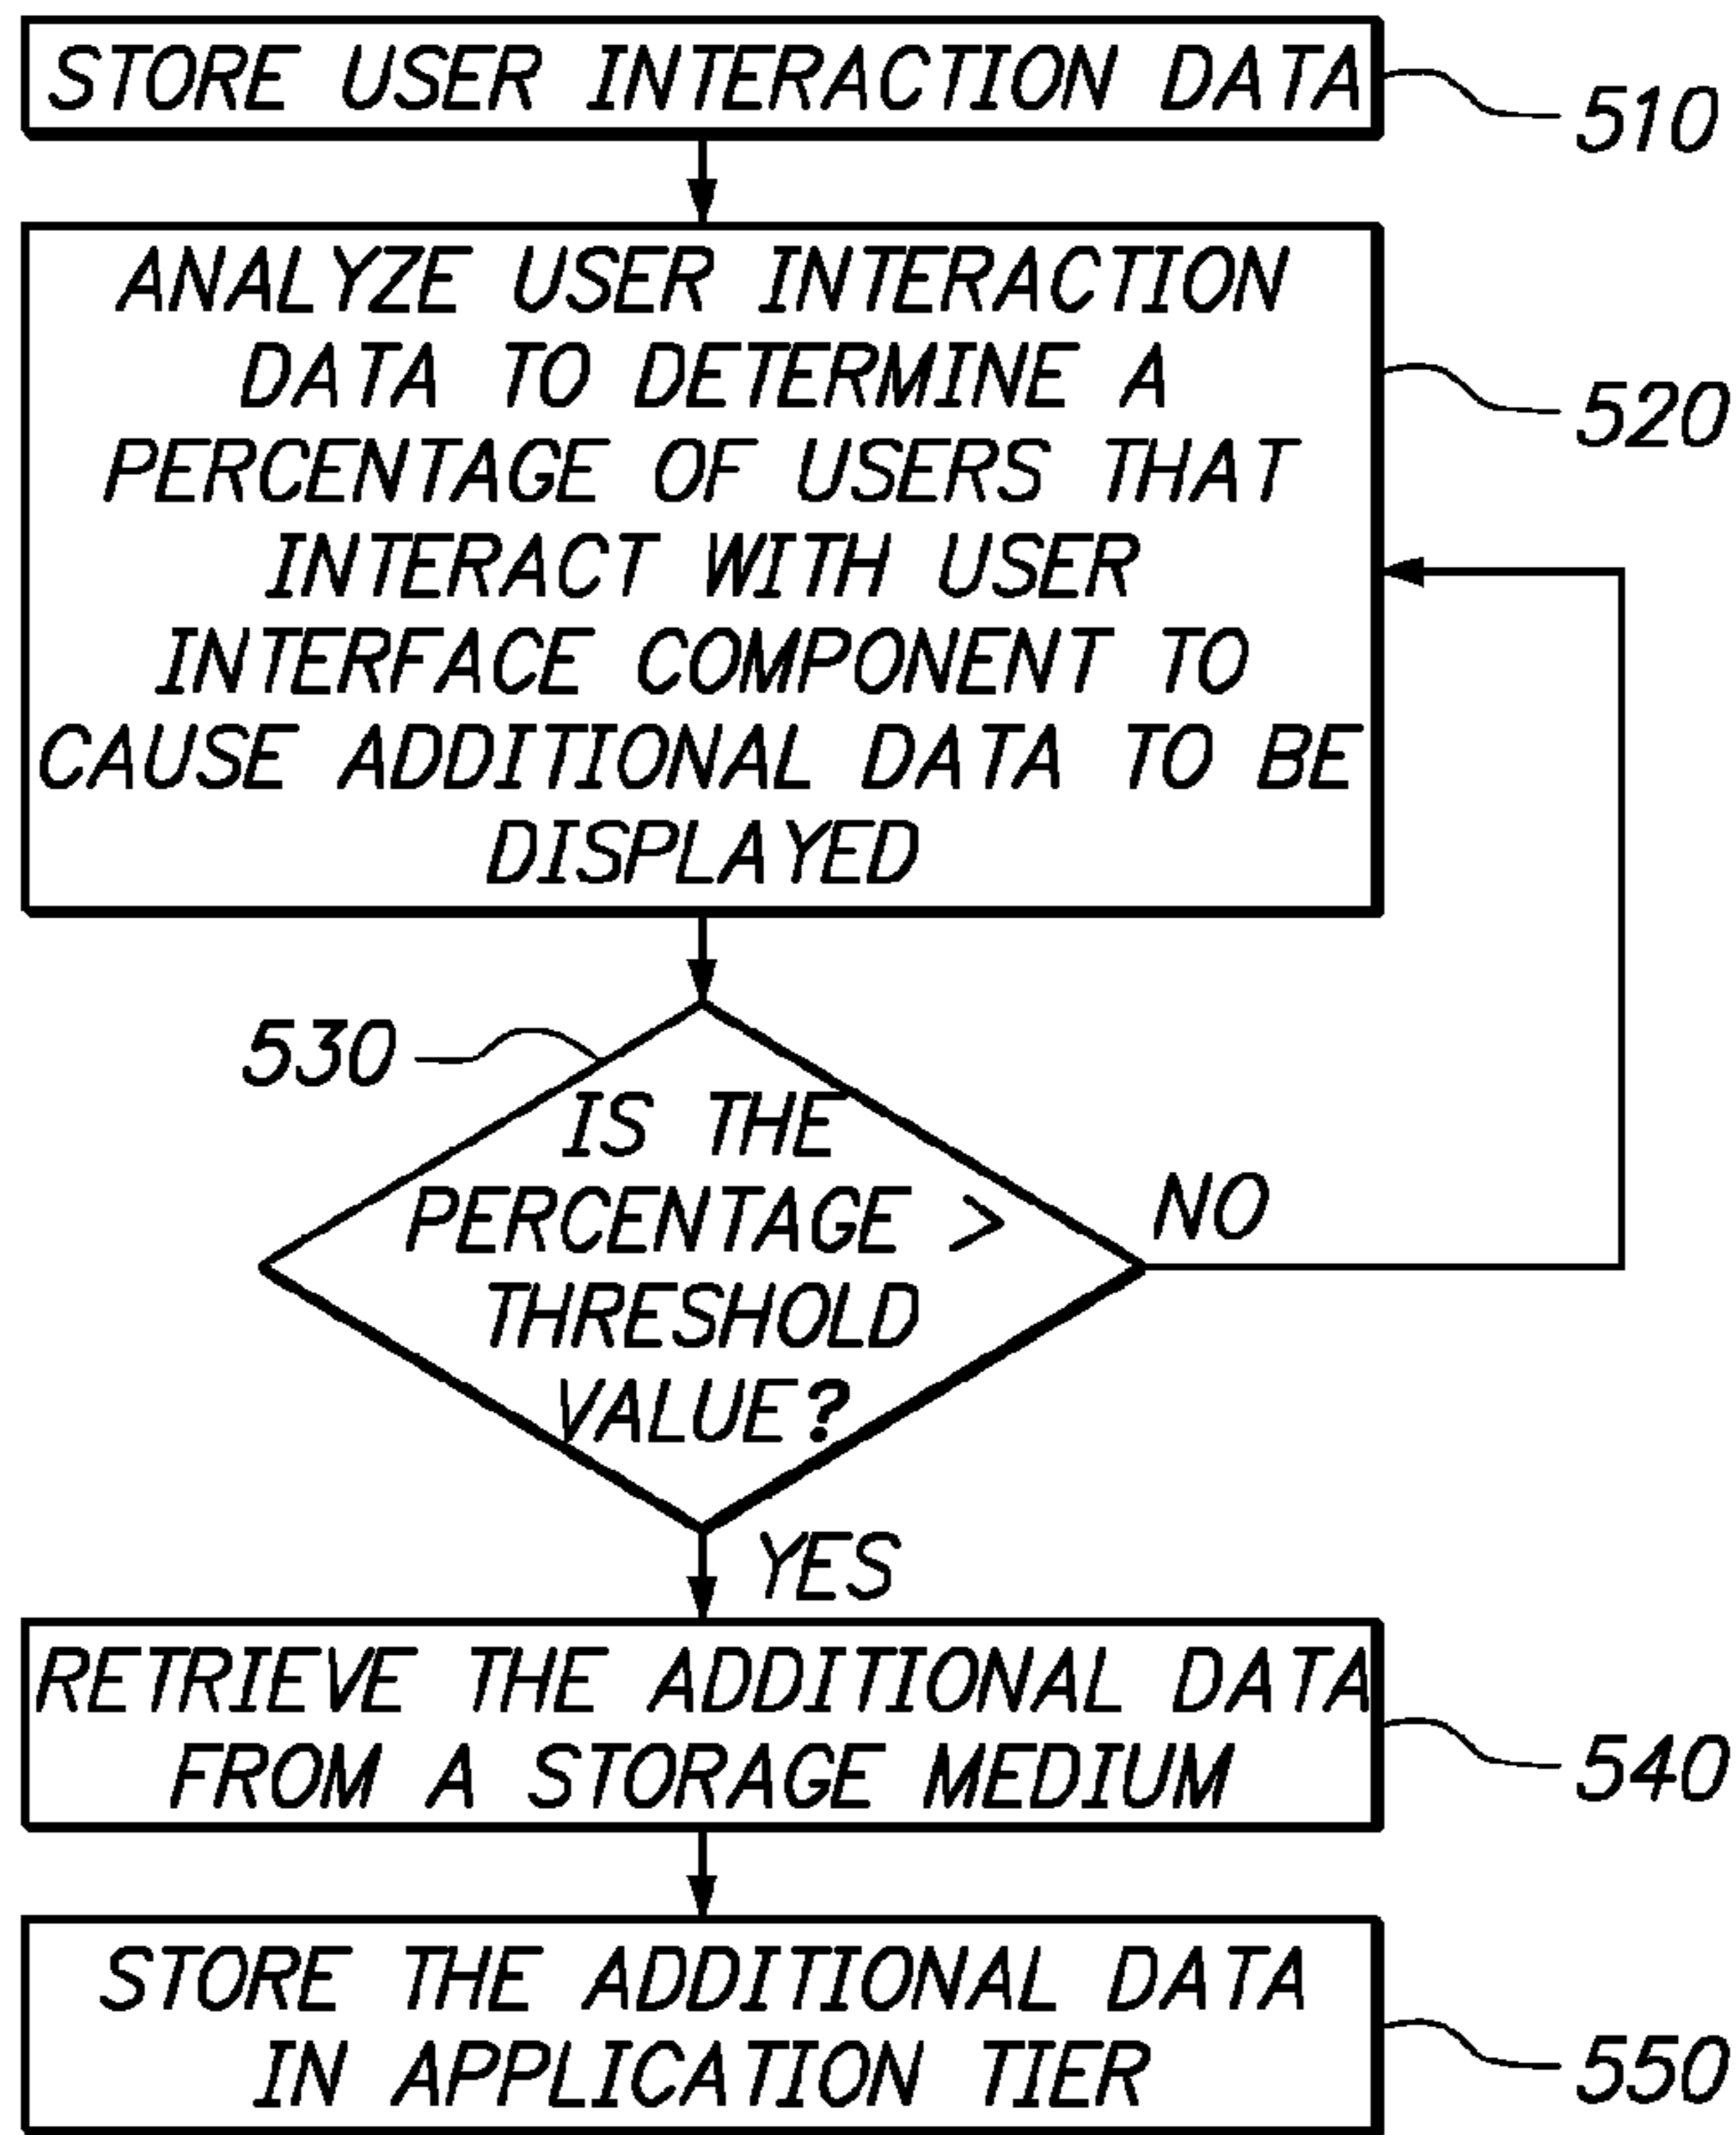 STORE USER INTERACTION DATA
510
ANALYZE USER INTERACTION
DATA TO DETERMINE A
PERCENTAGE OF USERS THAT
INTERACT WITH USER
INTERFACE COMPONENT TO
CAUSE ADDITIONAL DATA TO BE
DISPLAYED
520
530
IS THE
PERCENTAGE >
THRESHOLD
VALUE?
NO
YES
RETRIEVE THE ADDITIONAL DATA
FROM A STORAGE MEDIUM
540
STORE THE ADDITIONAL DATA
IN APPLICATION TIER
550